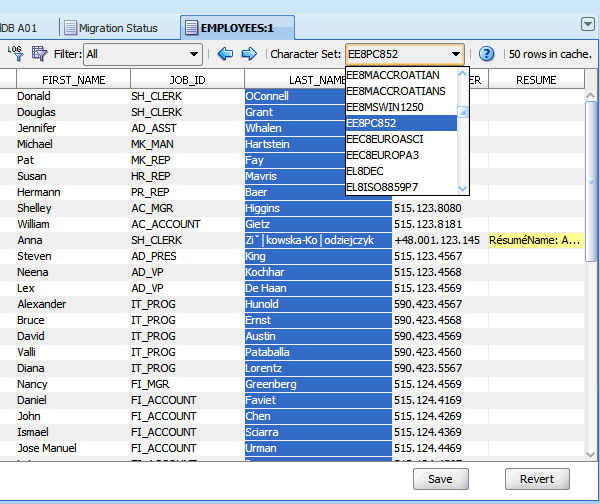 DB A01 Migration Status EMPLOYEES:1
LOG Filter: All Character Set: EE8PC852 ? 50 rows in cache.
FIRST_NAME JOB_ID LAST_NAM ER RESUME
EE8MACCROATIAN
EE8MACCROATIANS
EE8MSWIN1250
EE8PC852
EEC8EUROASCI
EEC8EUROPA3
EL8DEC
EL8ISO8859P7
Donald SH_CLERK OConnell
Douglas SH_CLERK Grant
Jennifer AD_ASST Whalen
Michael MK_MAN Hartstein
Pat MK_REP Fay
Susan HR_REP Mavris
Hermann PR_REP Baer
Shelley AC_MGR Higgins 515.123.8080
William AC_ACCOUNT Gietz 515.123.8181
Anna SH_CLERK Ziˇ|kowska-Ko|odziejczyk +48.001.123.145 RésuméName: A...
Steven AD_PRES King 515.123.4567
Neena AD_VP Kochhar 515.123.4568
Lex AD_VP De Haan 515.123.4569
Alexander IT_PROG Hunold 590.423.4567
Bruce IT_PROG Ernst 590.423.4568
David IT_PROG Austin 590.423.4569
Valli IT_PROG Pataballa 590.423.4560
Diana IT_PROG Lorentz 590.423.5567
Nancy FI_MGR Greenberg 515.124.4569
Daniel FI_ACCOUNT Faviet 515.124.4169
John FI_ACCOUNT Chen 515.124.4269
Ismael FI_ACCOUNT Sciarra 515.124.4369
Jose Manuel FI_ACCOUNT Urman 515.124.4469
Save Revert